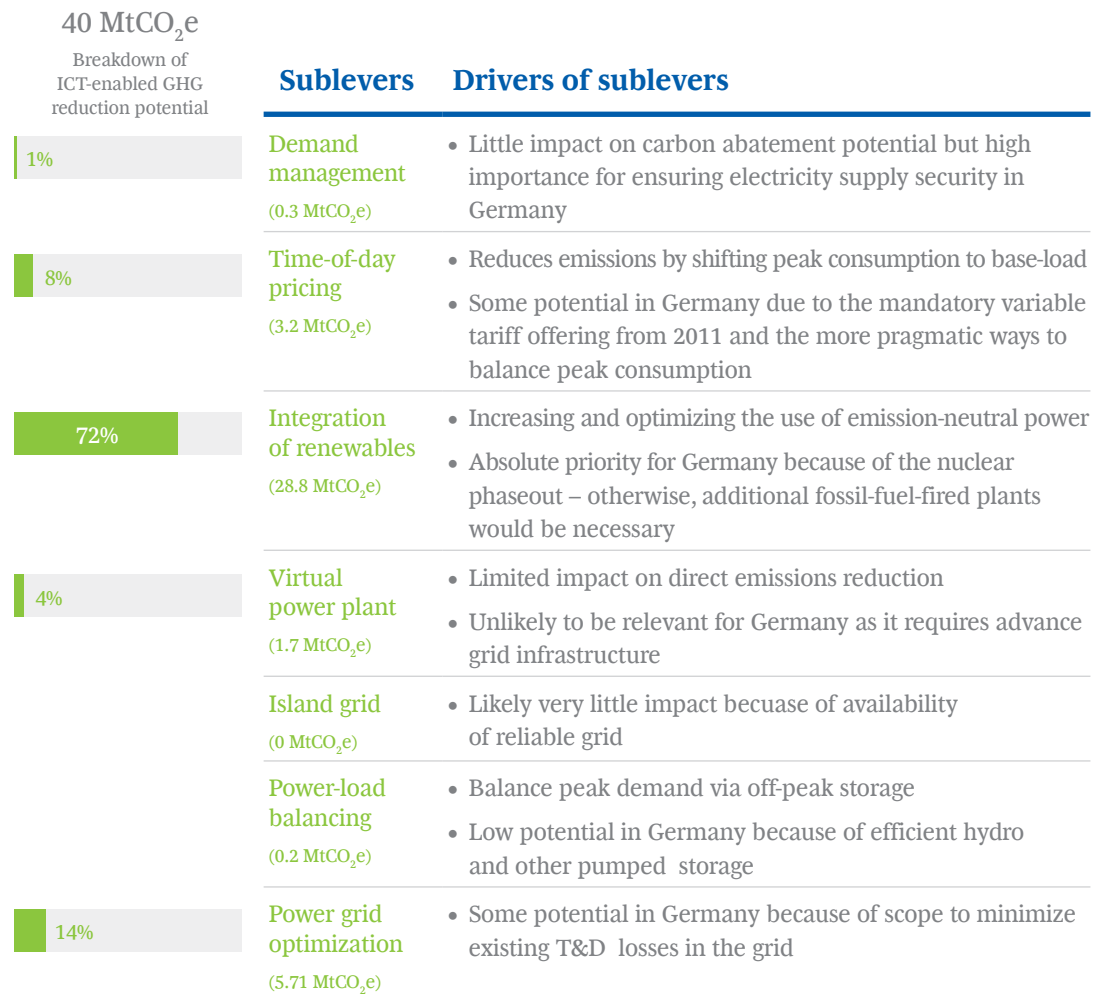 40 MtCO₂e
Breakdown of
ICT-enabled GHG
reduction potential
Sublevers
Drivers of sublevers
1%
Demand
management
(0.3 MtCO₂e)
• Little impact on carbon abatement potential but high
importance for ensuring electricity supply security in
Germany
8%
Time-of-day
pricing
(3.2 MtCO₂e)
• Reduces emissions by shifting peak consumption to base-load
• Some potential in Germany due to the mandatory variable
tariff offering from 2011 and the more pragmatic ways to
balance peak consumption
72%
Integration
of renewables
(28.8 MtCO₂e)
• Increasing and optimizing the use of emission-neutral power
• Absolute priority for Germany because of the nuclear
phaseout – otherwise, additional fossil-fuel-fired plants
would be necessary
4%
Virtual
power plant
(1.7 MtCO₂e)
• Limited impact on direct emissions reduction
• Unlikely to be relevant for Germany as it requires advance
grid infrastructure
Island grid
(0 MtCO₂e)
• Likely very little impact becuase of availability
of reliable grid
Power-load
balancing
(0.2 MtCO₂e)
• Balance peak demand via off-peak storage
• Low potential in Germany because of efficient hydro
and other pumped storage
14%
Power grid
optimization
(5.71 MtCO₂e)
• Some potential in Germany because of scope to minimize
existing T&D losses in the grid